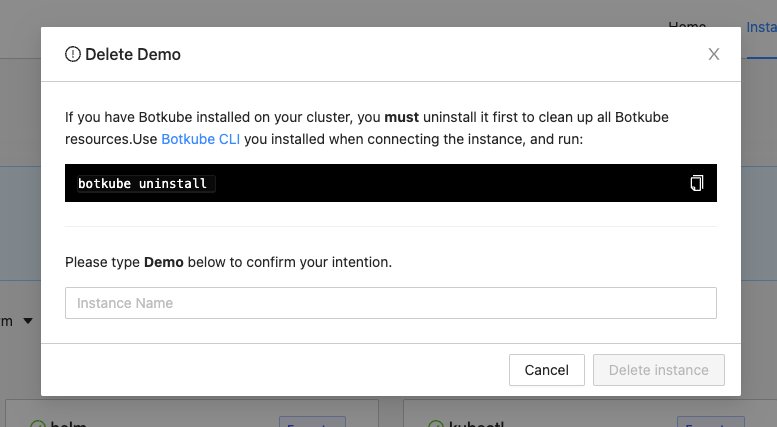 Home
Delete Demo
If you have Botkube installed on your cluster, you must uninstall it first to clean up all Botkube
resources.Use Botkube CLI you installed when connecting the instance, and run:
botkube uninstall
Please type Demo below to confirm your intention.
Instance Name
Cancel Delete instance
helm
kubectl